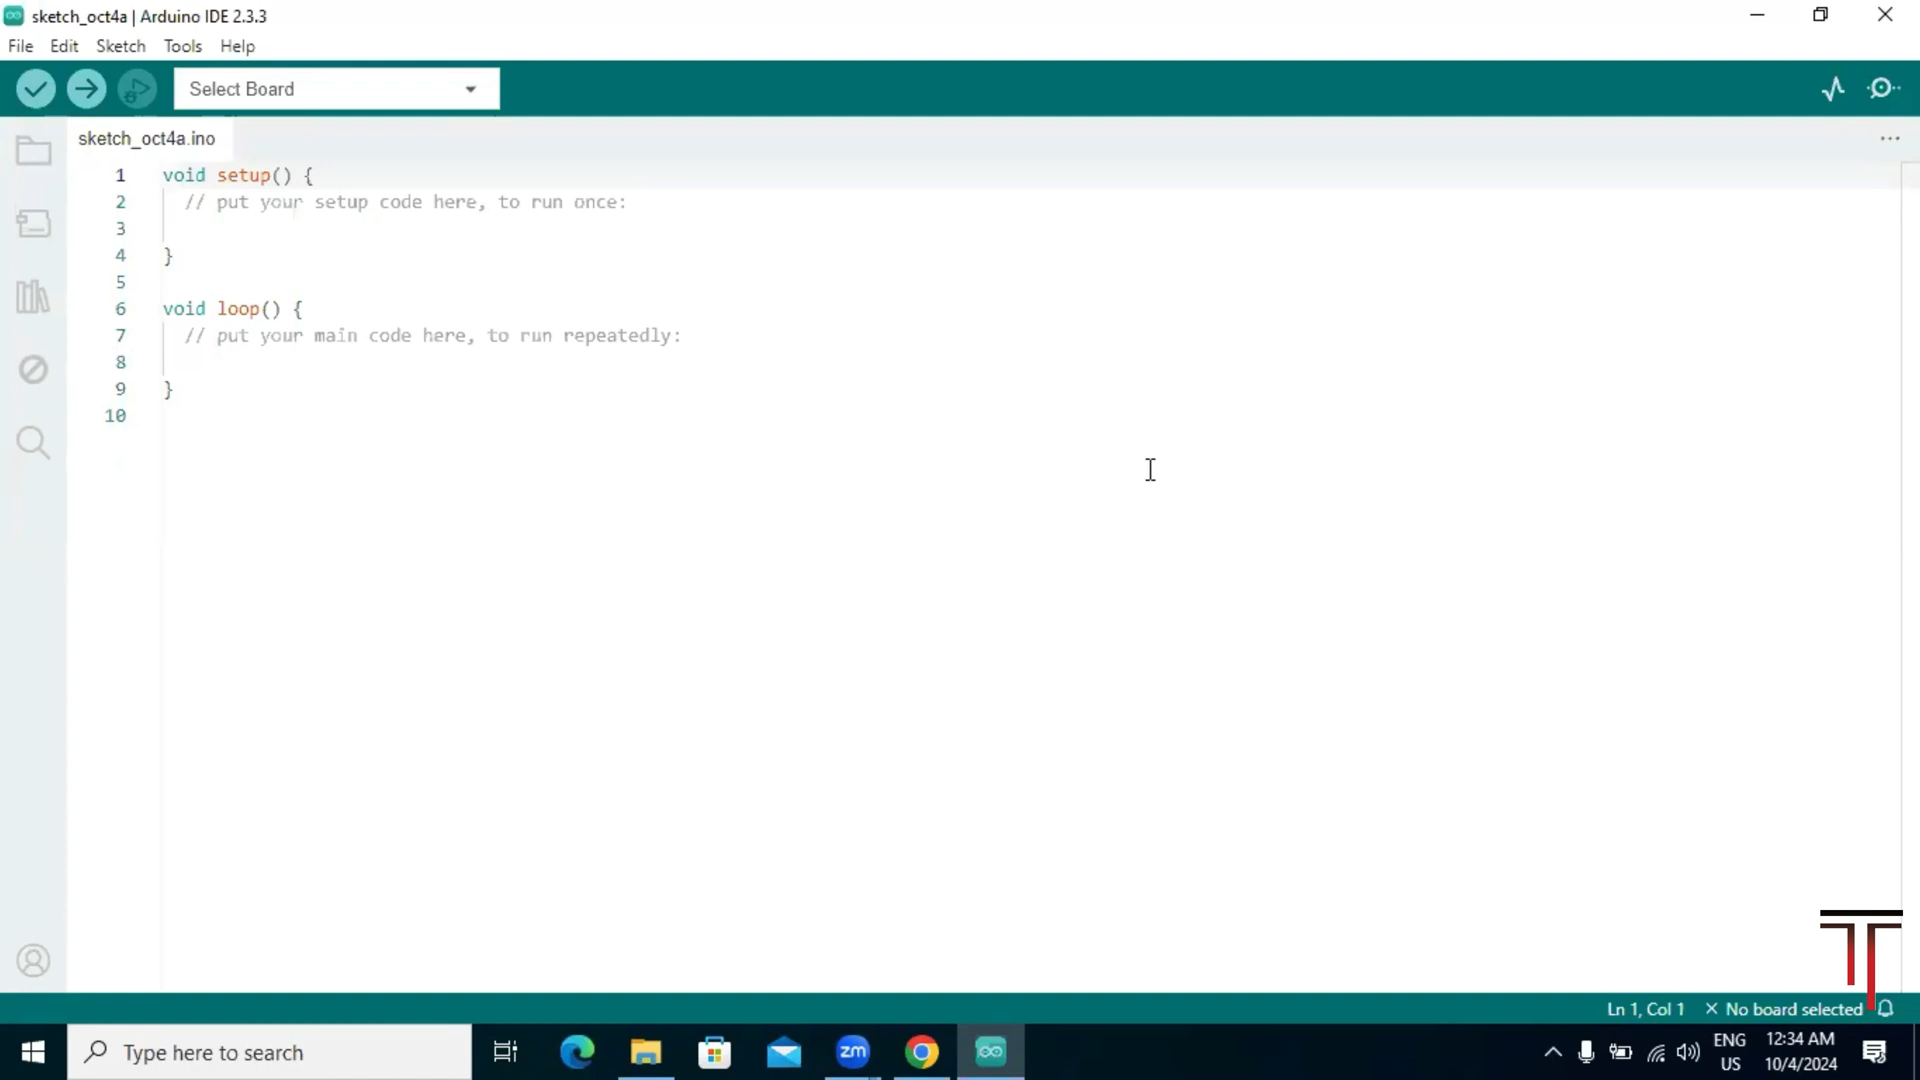 sketch_oct4a | Arduino IDE 2.3.3
File Edit Sketch Tools Help
Select Board
sketch_oct4a.ino
1 void setup() {
2 // put your setup code here, to run once:
3
4 }
5
6 void loop() {
7 // put your main code here, to run repeatedly:
8
9 }
10
Ln 1, Col 1 × No board selected
Type here to search
zm
ENG 12:34 AM
US 10/4/2024